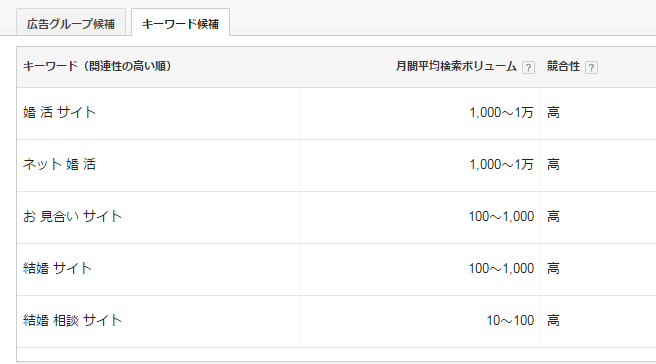 広告グループ候補 キーワード候補
キーワード（関連性の高い順） 月間平均検索ボリューム ? 競合性 ?
婚 活 サイト 1,000～1万 高
ネット 婚 活 1,000～1万 高
お 見合い サイト 100～1,000 高
結婚 サイト 100～1,000 高
結婚 相談 サイト 10～100 高